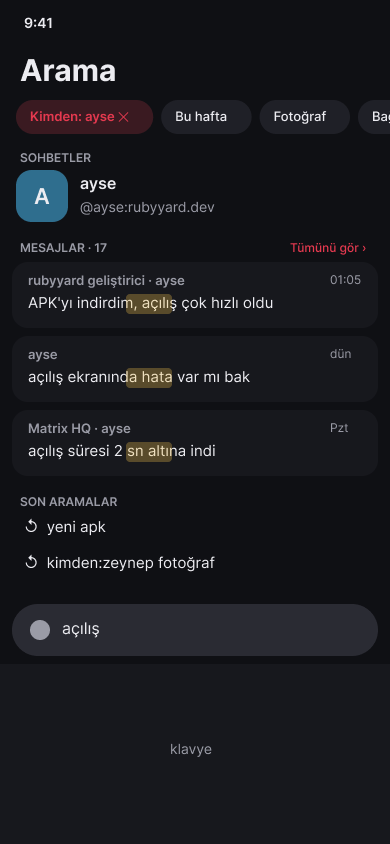 9:41
Arama
Kimden: ayse ✕ Bu hafta Fotoğraf
SOHBETLER
A
ayse
@ayse:rubyyard.dev
MESAJLAR · 17 Tümünü gör ›
rubyyard geliştirici · ayse 01:05
APK'yı indirdim, açılış çok hızlı oldu
ayse dün
açılış ekranında hata var mı bak
Matrix HQ · ayse Pzt
açılış süresi 2 sn altına indi
SON ARAMALAR
yeni apk
kimden:zeynep fotoğraf
açılış
klavye